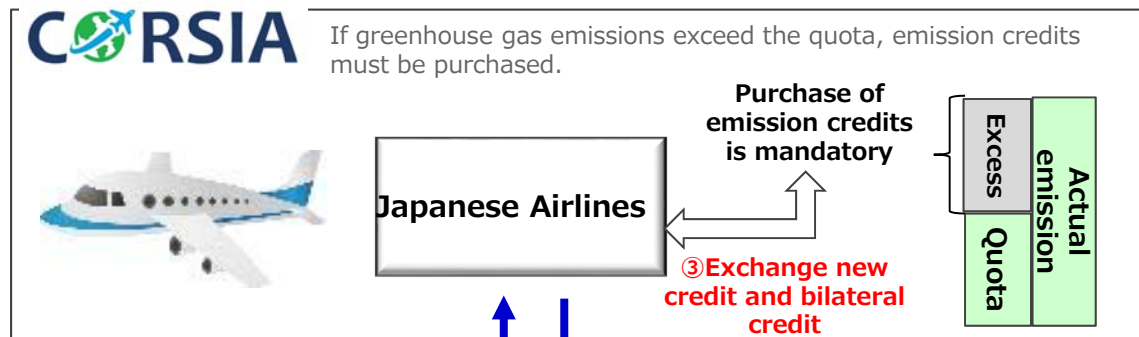 CORSIA
If greenhouse gas emissions exceed the quota, emission credits
must be purchased.
Purchase of
emission credits
is mandatory
Japanese Airlines
③Exchange new
credit and bilateral
credit
Excess
Quota
Actual
emission